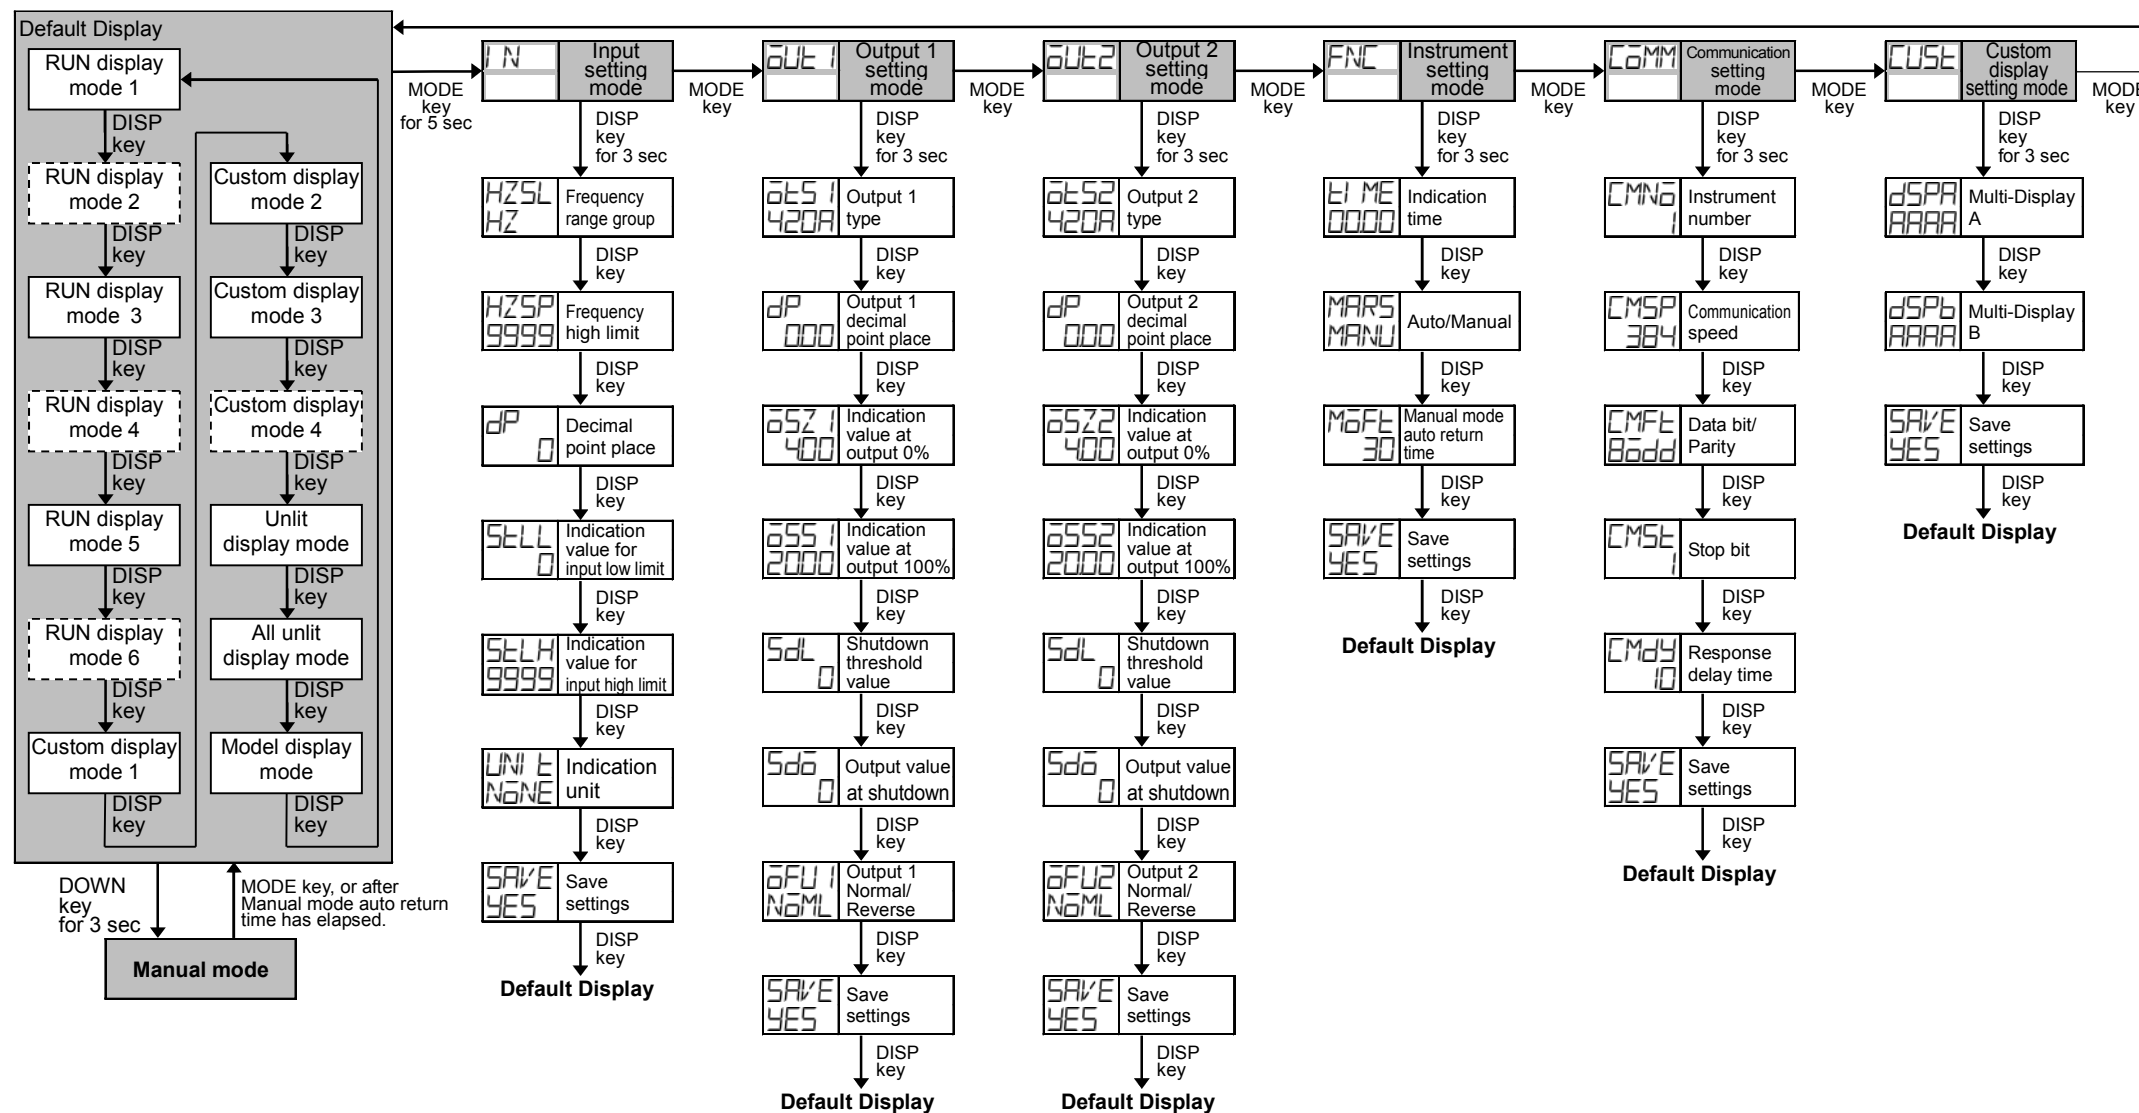 Default Display
RUN display
mode 1
DISP
key
RUN display
mode 2
DISP
key
RUN display
mode 3
DISP
key
RUN display
mode 4
DISP
key
RUN display
mode 5
DISP
key
RUN display
mode 6
DISP
key
Custom display
mode 1
DISP
key
Custom display
mode 2
DISP
key
Custom display
mode 3
DISP
key
Custom display
mode 4
DISP
key
Unlit
display mode
DISP
key
All unlit
display mode
DISP
key
Model display
mode
DISP
key
DOWN
key
for 3 sec
MODE key, or after
Manual mode auto return
time has elapsed.
Manual mode
MODE
key
for 5 sec
IN
Input
setting
mode
DISP
key
for 3 sec
HZSL
HZ
Frequency
range group
DISP
key
HZSP
9999
Frequency
high limit
DISP
key
dP
0
Decimal
point place
DISP
key
StLL
0
Indication
value for
input low limit
DISP
key
StLH
9999
Indication
value for
input high limit
DISP
key
UNIt
NoNE
Indication
unit
DISP
key
SAVE
YES
Save
settings
DISP
key
Default Display
MODE
key
oUt1
Output 1
setting
mode
DISP
key
for 3 sec
otS1
420A
Output 1
type
DISP
key
dP
0.00
Output 1
decimal
point place
DISP
key
oSZ1
4.00
Indication
value at
output 0%
DISP
key
oSS1
20.00
Indication
value at
output 100%
DISP
key
SdL
0
Shutdown
threshold
value
DISP
key
Sdo
0
Output value
at shutdown
DISP
key
oFU1
NoML
Output 1
Normal/
Reverse
DISP
key
SAVE
YES
Save
settings
DISP
key
Default Display
MODE
key
oUt2
Output 2
setting
mode
DISP
key
for 3 sec
otS2
420A
Output 2
type
DISP
key
dP
0.00
Output 2
decimal
point place
DISP
key
oSZ2
4.00
Indication
value at
output 0%
DISP
key
oSS2
20.00
Indication
value at
output 100%
DISP
key
SdL
0
Shutdown
threshold
value
DISP
key
Sdo
0
Output value
at shutdown
DISP
key
oFU2
NoML
Output 2
Normal/
Reverse
DISP
key
SAVE
YES
Save
settings
DISP
key
Default Display
MODE
key
FNC
Instrument
setting
mode
DISP
key
for 3 sec
tIME
00.00
Indication
time
DISP
key
MARS
MANU
Auto/Manual
DISP
key
MoFt
30
Manual mode
auto return
time
DISP
key
SAVE
YES
Save
settings
DISP
key
Default Display
MODE
key
CoMM
Communication
setting
mode
DISP
key
for 3 sec
CMNo
1
Instrument
number
DISP
key
CMSP
384
Communication
speed
DISP
key
CMFt
8odd
Data bit/
Parity
DISP
key
CMSt
1
Stop bit
DISP
key
CMdY
10
Response
delay time
DISP
key
SAVE
YES
Save
settings
DISP
key
Default Display
MODE
key
CUSt
Custom
display
setting mode
DISP
key
for 3 sec
dSPA
AAAA
Multi-Display
A
DISP
key
dSPb
AAAA
Multi-Display
B
DISP
key
SAVE
YES
Save
settings
DISP
key
Default Display
MODE
key